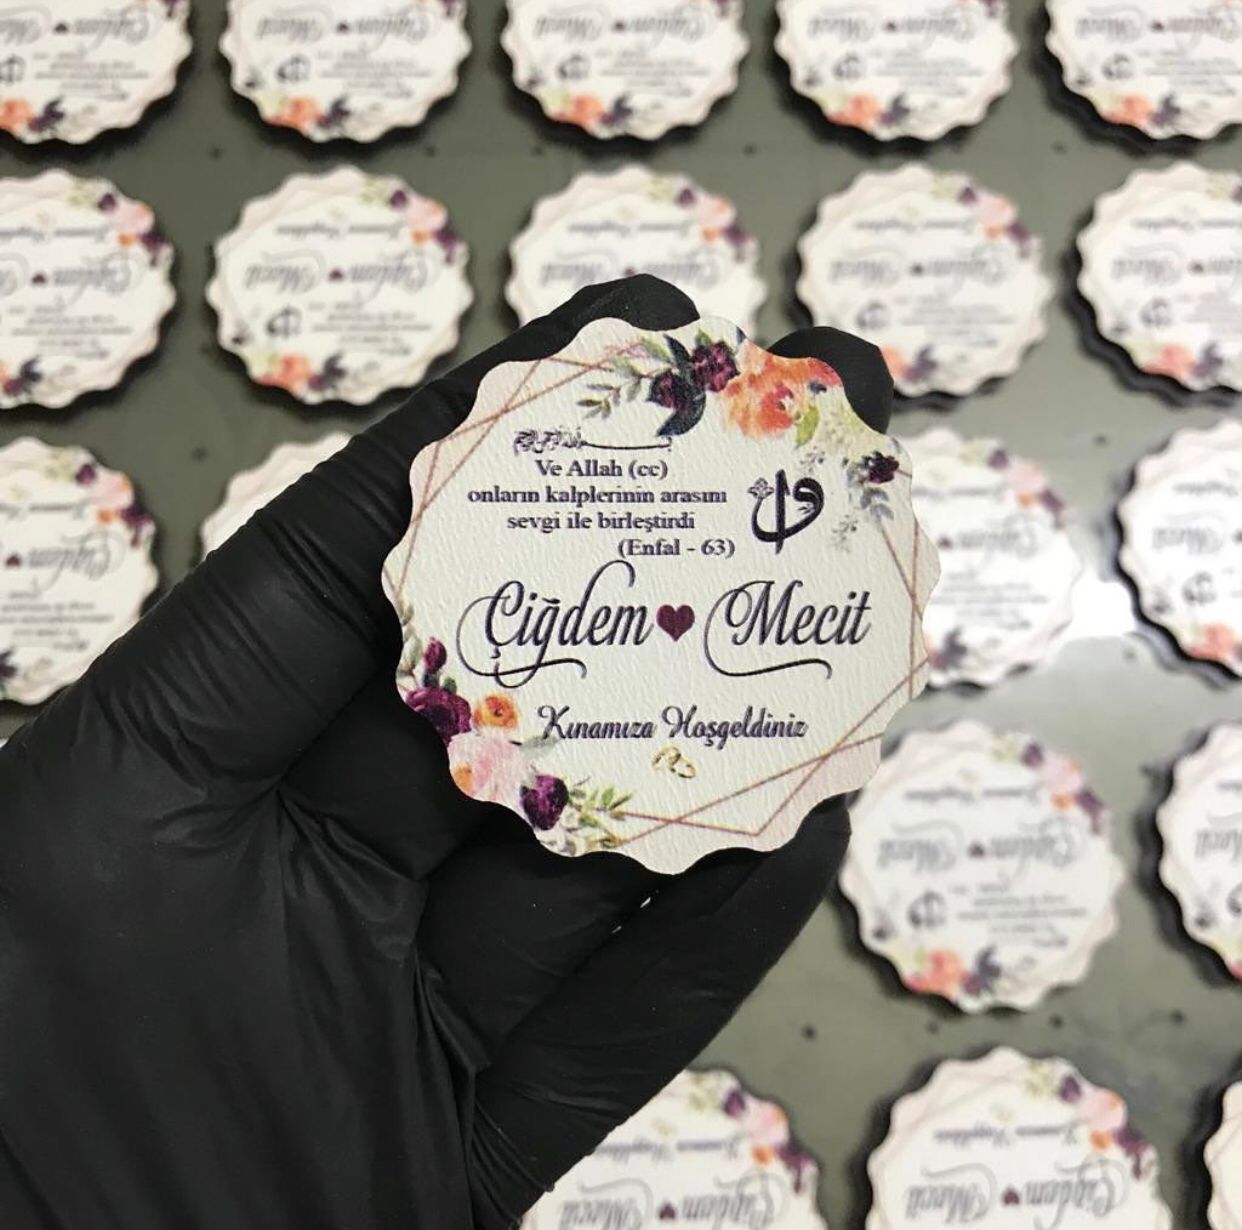 Ve Allah (cc)
onların kalplerinin arasını
sevgi ile birleştirdi
(Enfal - 63)
Çiğdem Mecit
Kınamıza Hoşgeldiniz